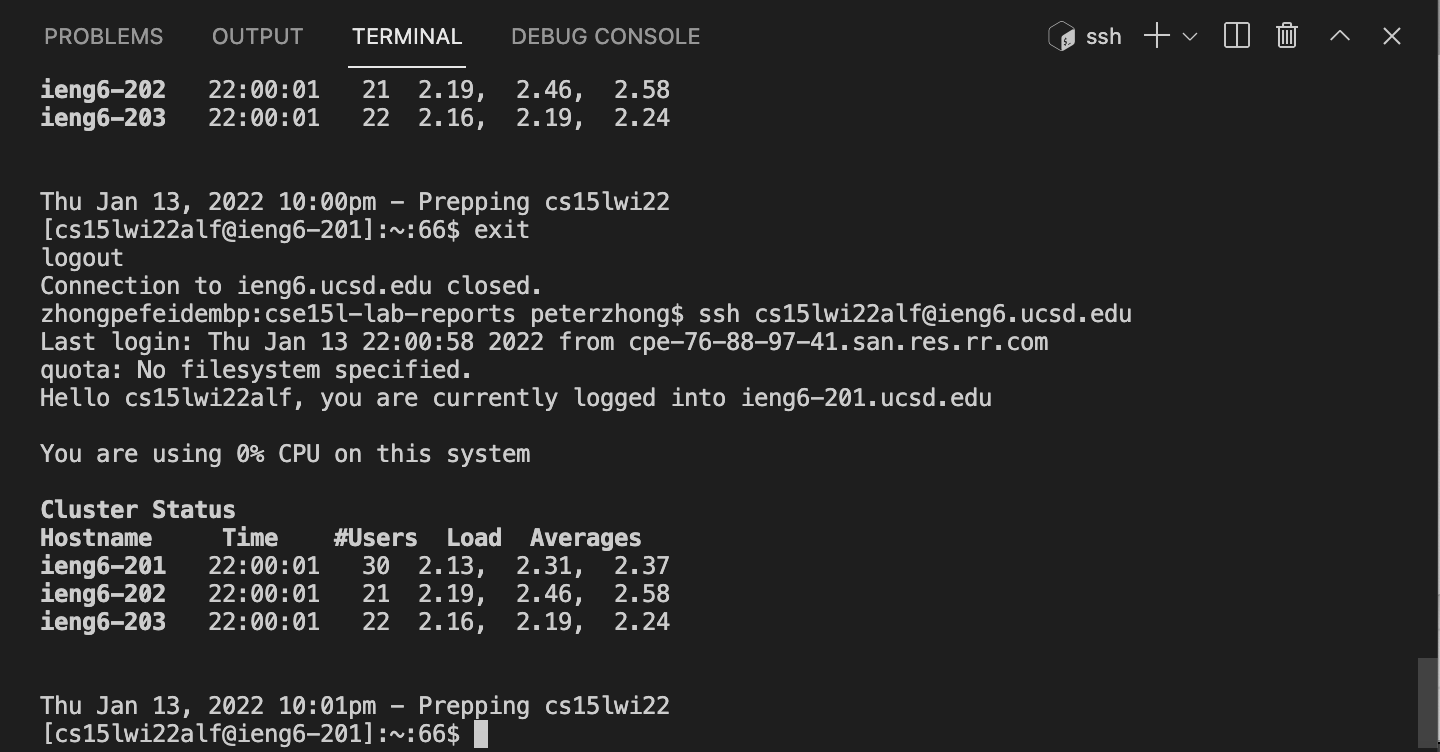 PROBLEMS OUTPUT TERMINAL DEBUG CONSOLE ssh
ieng6-202 22:00:01 21 2.19, 2.46, 2.58
ieng6-203 22:00:01 22 2.16, 2.19, 2.24
Thu Jan 13, 2022 10:00pm - Prepping cs15lwi22
[cs15lwi22alf@ieng6-201]:~:66$ exit
logout
Connection to ieng6.ucsd.edu closed.
zhongpefeidembp:cse15l-lab-reports peterzhong$ ssh cs15lwi22alf@ieng6.ucsd.edu
Last login: Thu Jan 13 22:00:58 2022 from cpe-76-88-97-41.san.res.rr.com
quota: No filesystem specified.
Hello cs15lwi22alf, you are currently logged into ieng6-201.ucsd.edu
You are using 0% CPU on this system
Cluster Status
Hostname Time #Users Load Averages
ieng6-201 22:00:01 30 2.13, 2.31, 2.37
ieng6-202 22:00:01 21 2.19, 2.46, 2.58
ieng6-203 22:00:01 22 2.16, 2.19, 2.24
Thu Jan 13, 2022 10:01pm - Prepping cs15lwi22
[cs15lwi22alf@ieng6-201]:~:66$